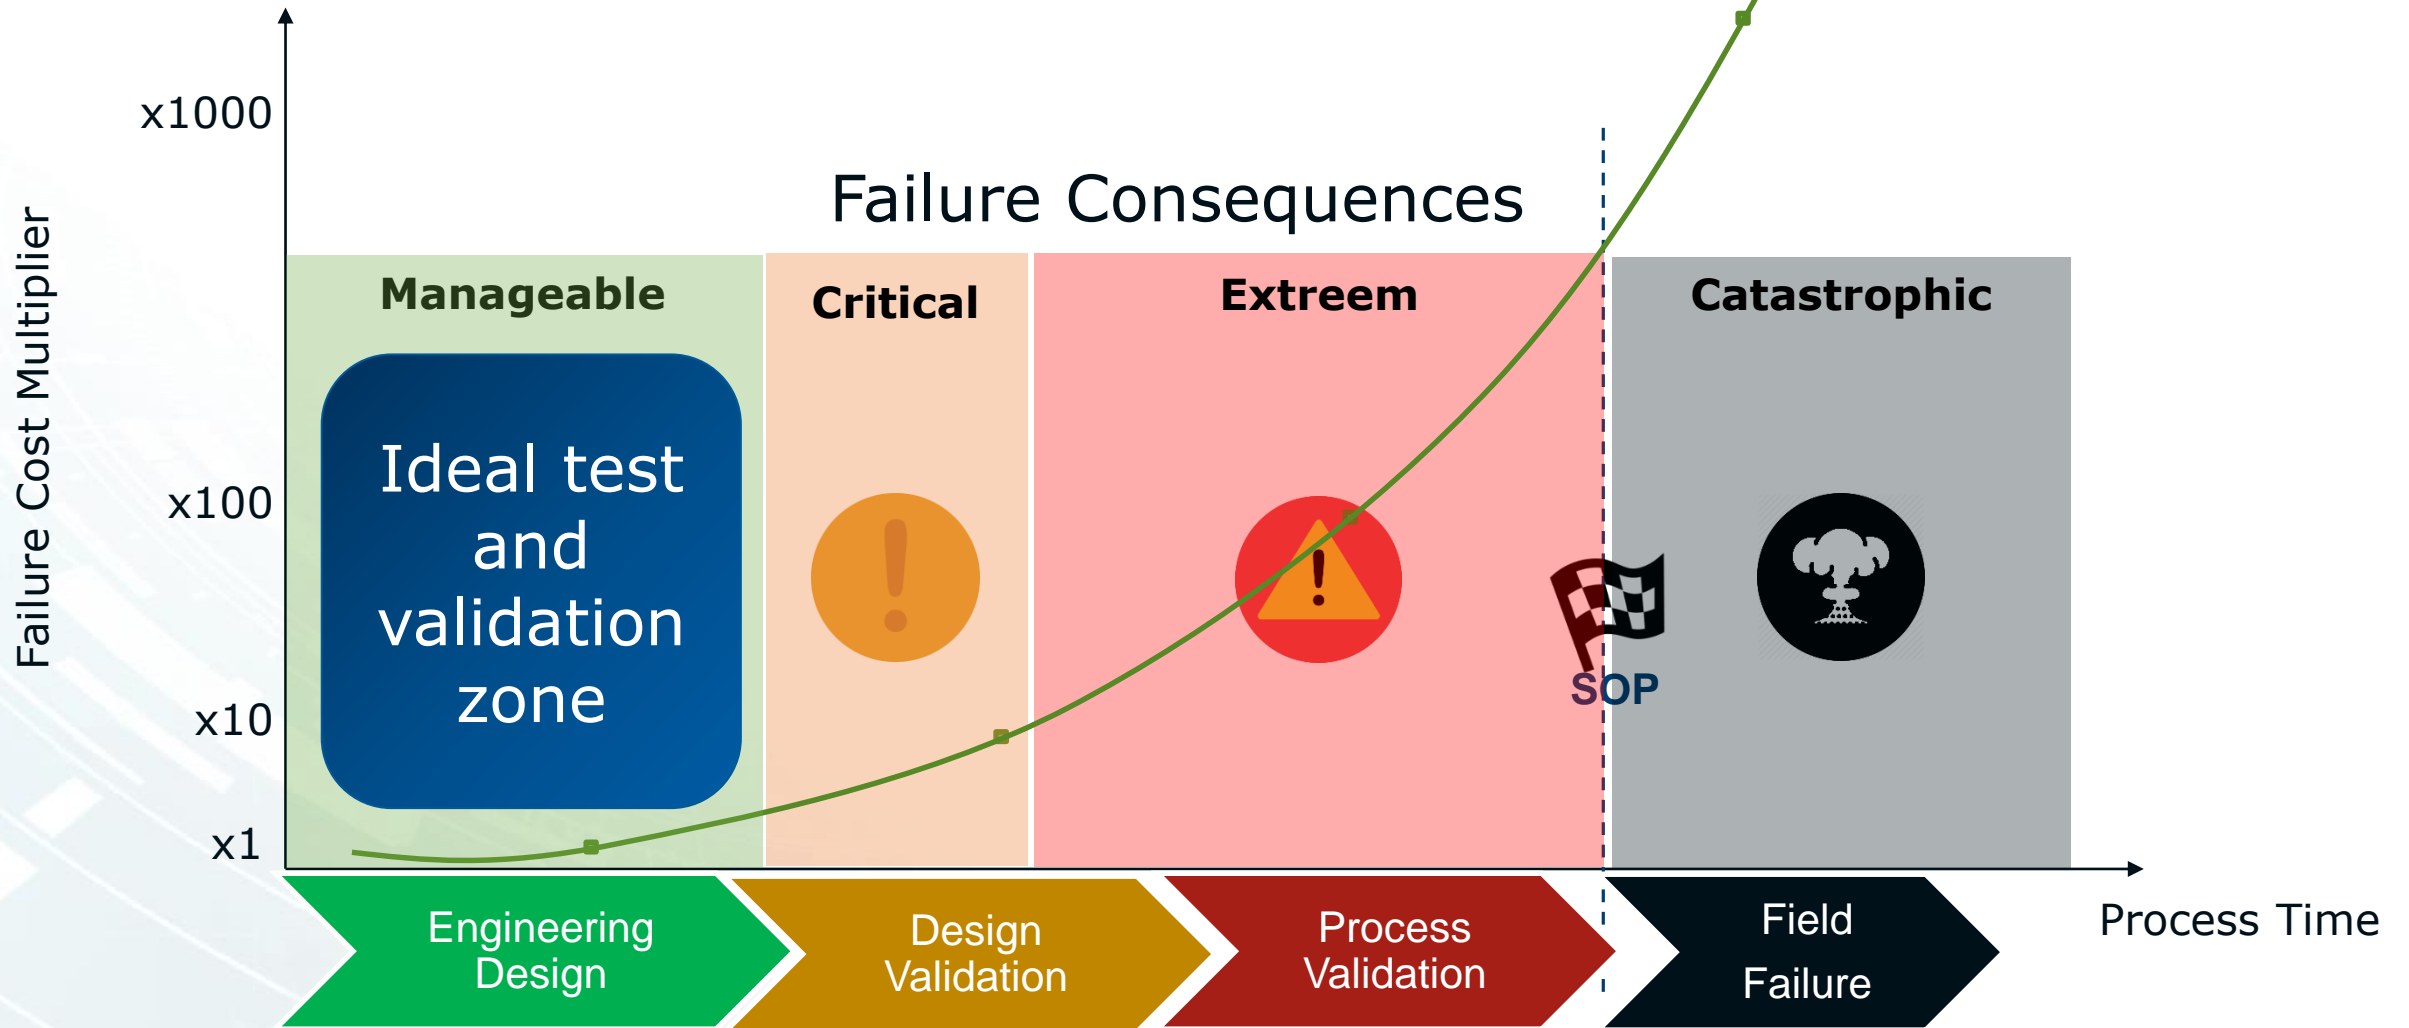 Failure Cost Multiplier
x1000
x100
x10
x1
Failure Consequences
Manageable
Critical
Extreem
Catastrophic
Ideal test
and
validation
zone
SOP
Engineering
Design
Design
Validation
Process
Validation
Field
Failure
Process Time